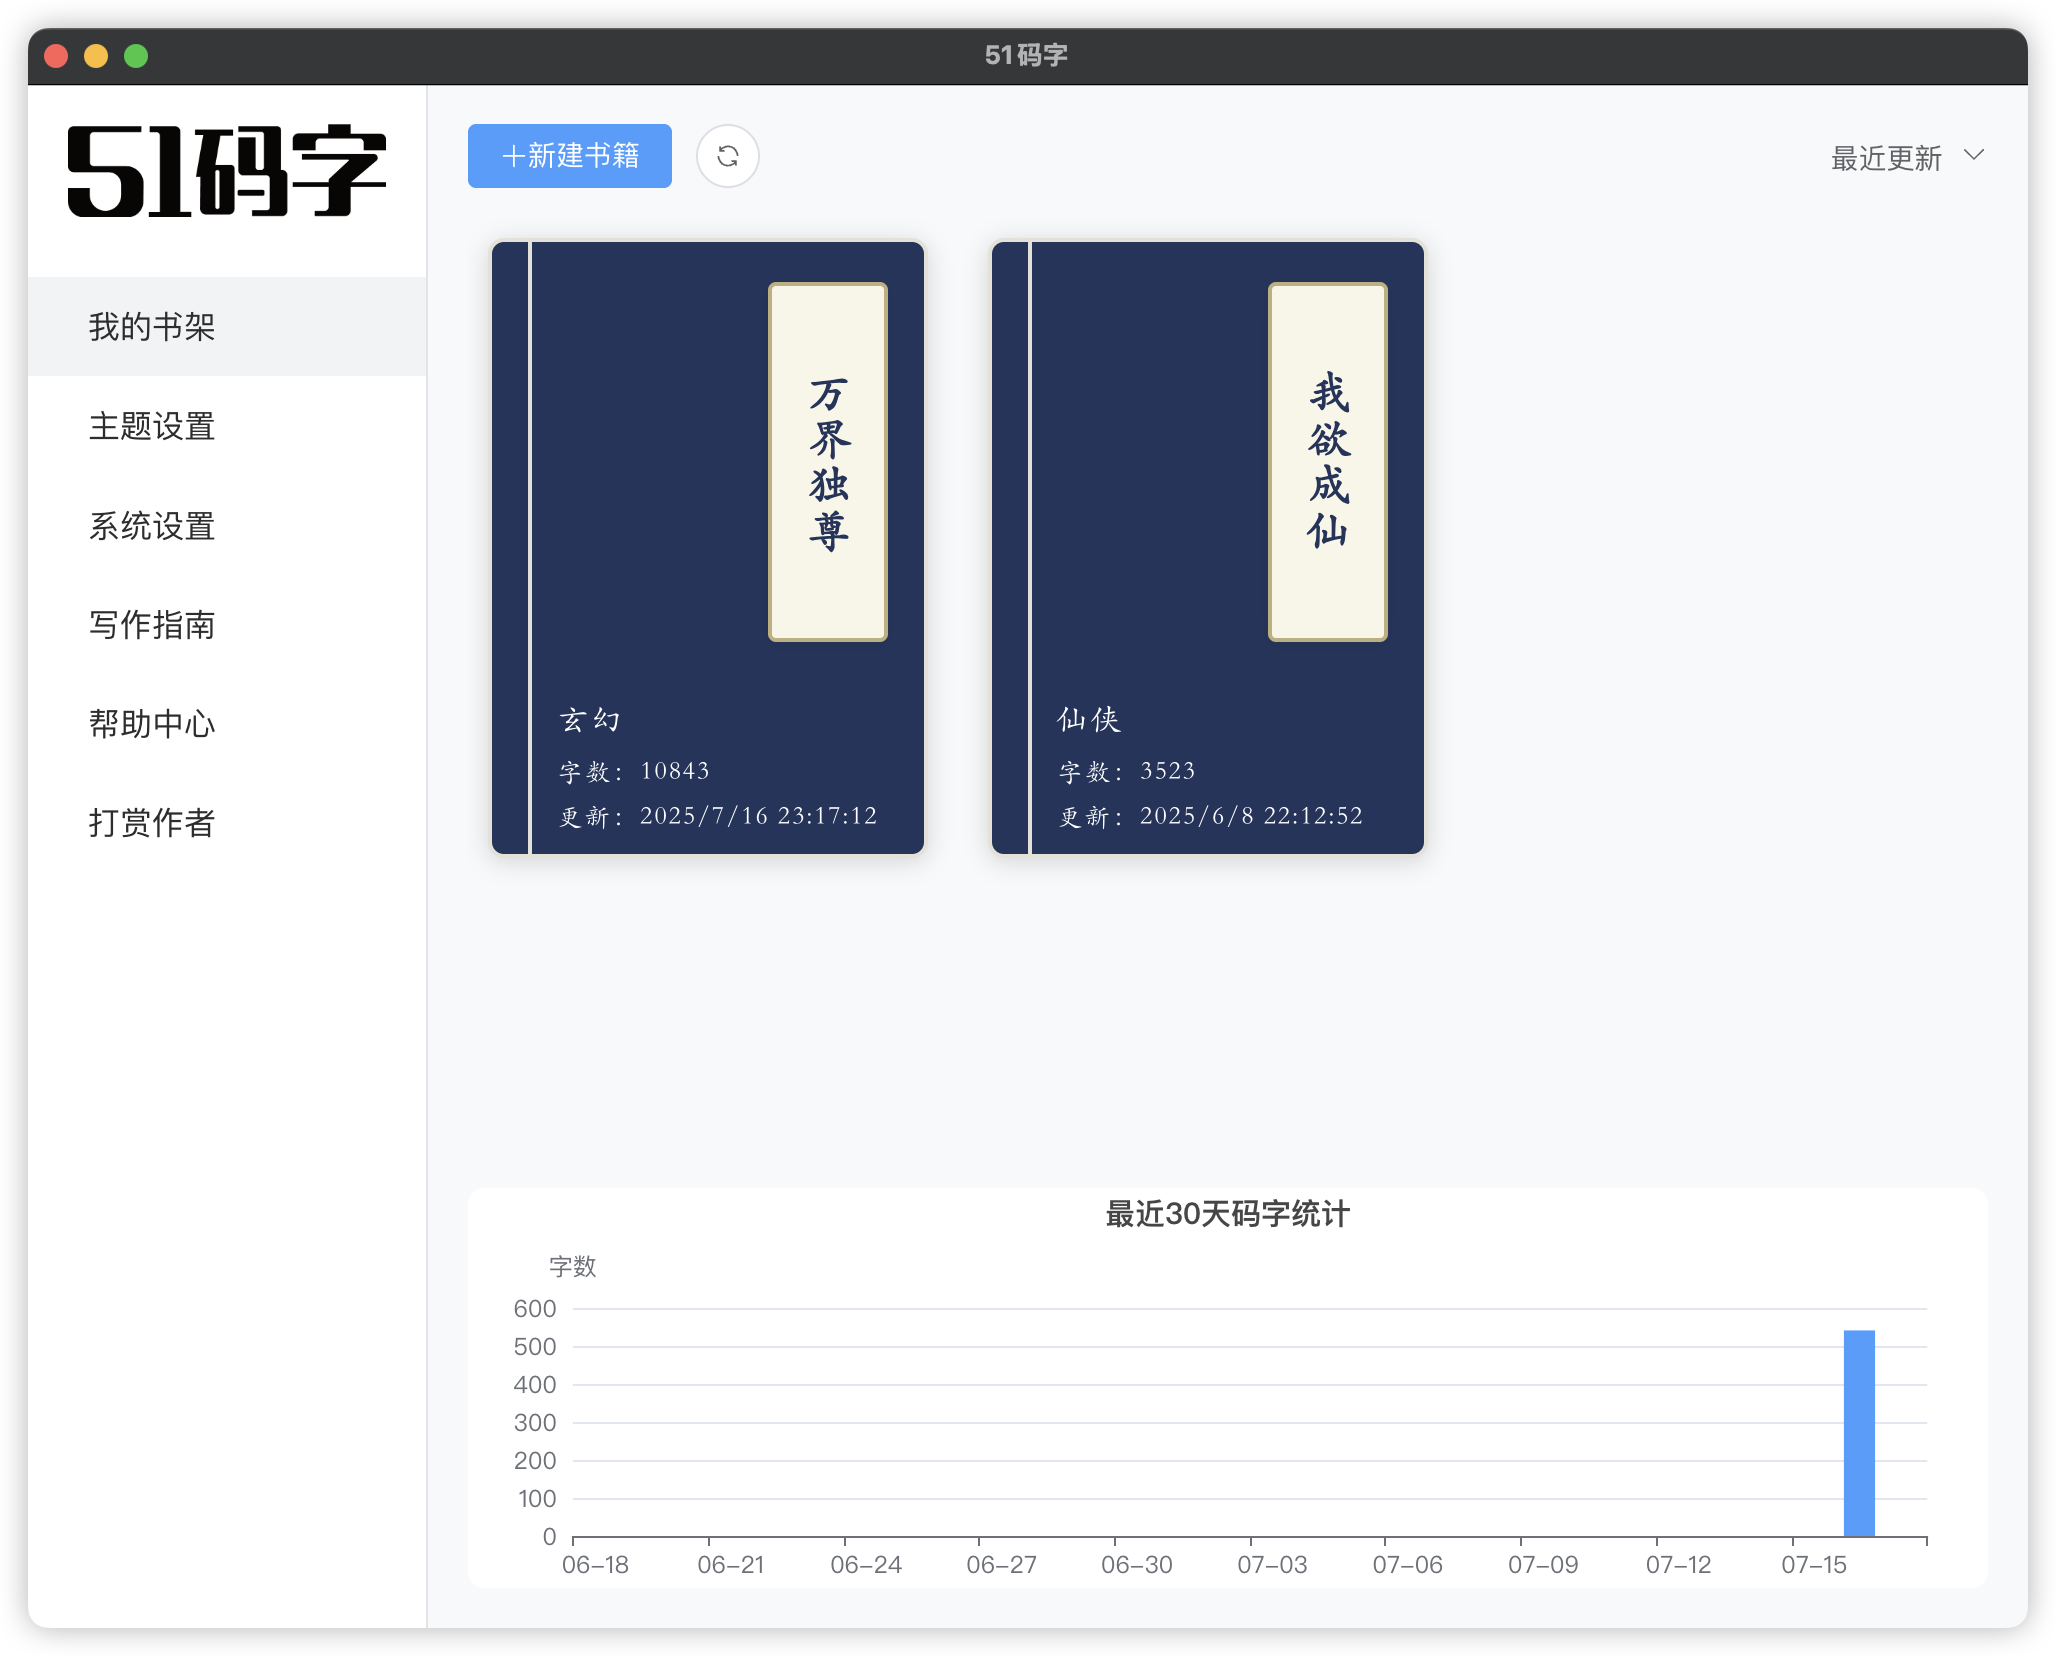 51码字
51码字
我的书架
主题设置
系统设置
写作指南
帮助中心
打赏作者
+新建书籍
最近更新
万界独尊
玄幻
字数：10843
更新：2025/7/16 23:17:12
我欲成仙
仙侠
字数：3523
更新：2025/6/8 22:12:52
最近30天码字统计
字数
600
500
400
300
200
100
0
06-18 06-21 06-24 06-27 06-30 07-03 07-06 07-09 07-12 07-15